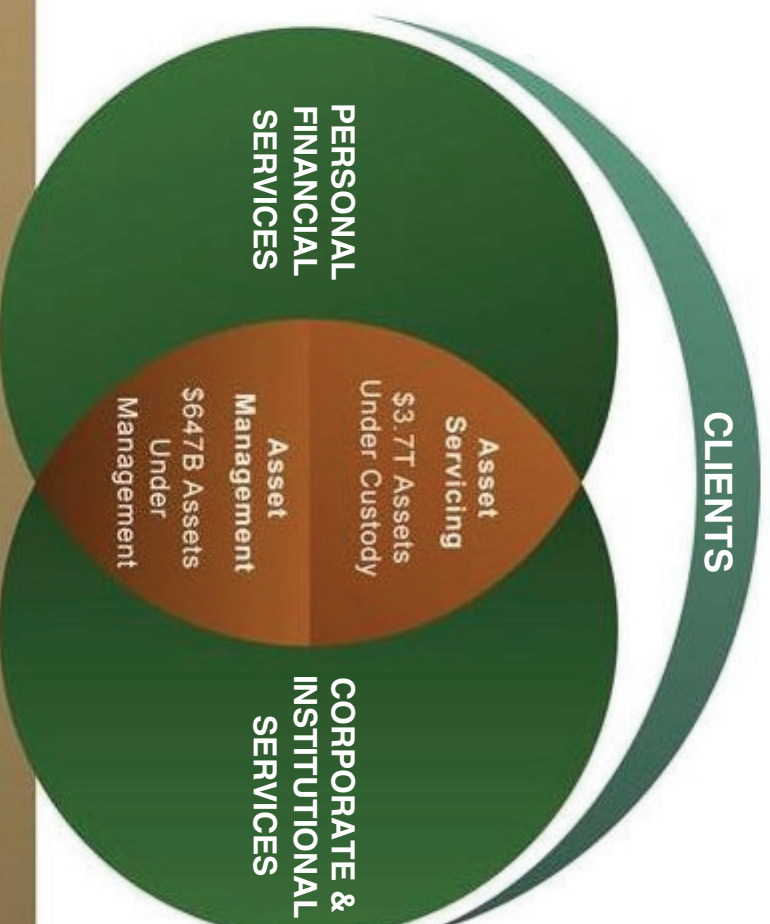 CLIENTS
PERSONAL
FINANCIAL
SERVICES
Asset
Servicing
$3.7T Assets
Under Custody
Asset
Management
$647B Assets
Under
Management
CORPORATE &
INSTITUTIONAL
SERVICES